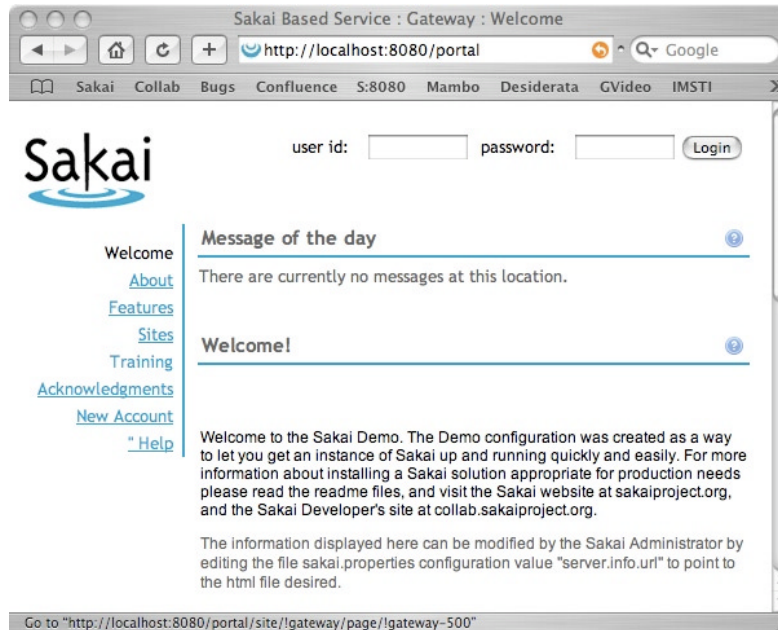 Sakai Based Service : Gateway : Welcome
http://localhost:8080/portal
Google
Sakai Collab Bugs Confluence S:8080 Mambo Desiderata GVideo IMSTI
Sakai
user id: password: Login
Welcome
About
Features
Sites
Training
Acknowledgments
New Account
" Help
Message of the day
There are currently no messages at this location.
Welcome!
Welcome to the Sakai Demo. The Demo configuration was created as a way
to let you get an instance of Sakai up and running quickly and easily. For more
information about installing a Sakai solution appropriate for production needs
please read the readme files, and visit the Sakai website at sakaiproject.org,
and the Sakai Developer's site at collab.sakaiproject.org.
The information displayed here can be modified by the Sakai Administrator by
editing the file sakai.properties configuration value "server.info.url" to point to
the html file desired.
Go to "http://localhost:8080/portal/site/!gateway/page/!gateway-500"